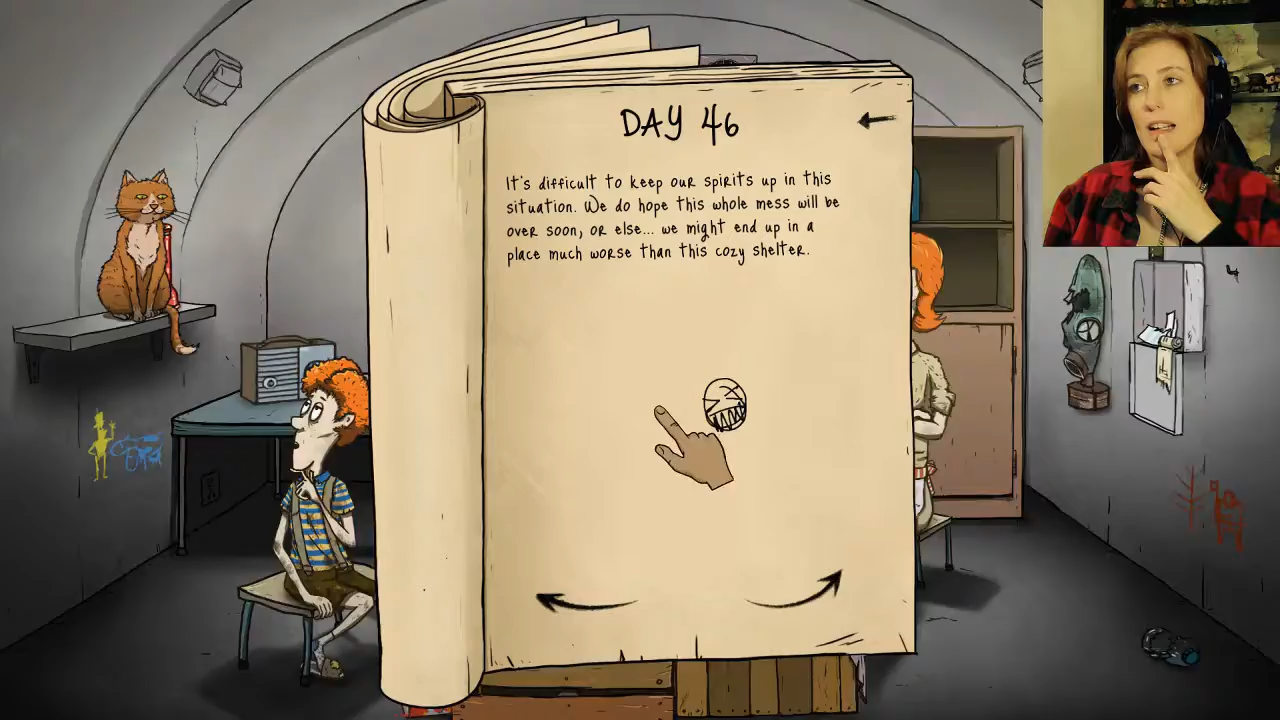 DAY 46
It's difficult to keep our spirits up in this
situation. We do hope this whole mess will be
over soon, or else... we might end up in a
place much worse than this cozy shelter.